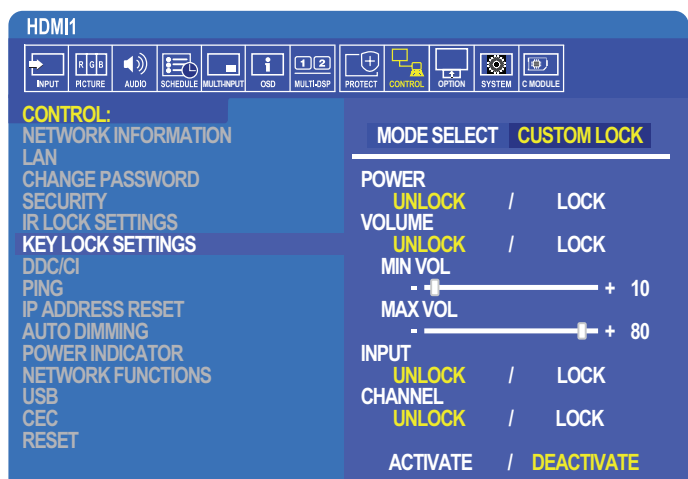 HDMI1
R G B
1 2
INPUT PICTURE AUDIO SCHEDULE MULTI-INPUT OSD MULTI-DSP PROTECT CONTROL OPTION SYSTEM C MODULE
CONTROL:
NETWORK INFORMATION
LAN
CHANGE PASSWORD
SECURITY
IR LOCK SETTINGS
KEY LOCK SETTINGS
DDC/CI
PING
IP ADDRESS RESET
AUTO DIMMING
POWER INDICATOR
NETWORK FUNCTIONS
USB
CEC
RESET
MODE SELECT CUSTOM LOCK
POWER
UNLOCK / LOCK
VOLUME
UNLOCK / LOCK
MIN VOL
- + 10
MAX VOL
- + 80
INPUT
UNLOCK / LOCK
CHANNEL
UNLOCK / LOCK
ACTIVATE / DEACTIVATE